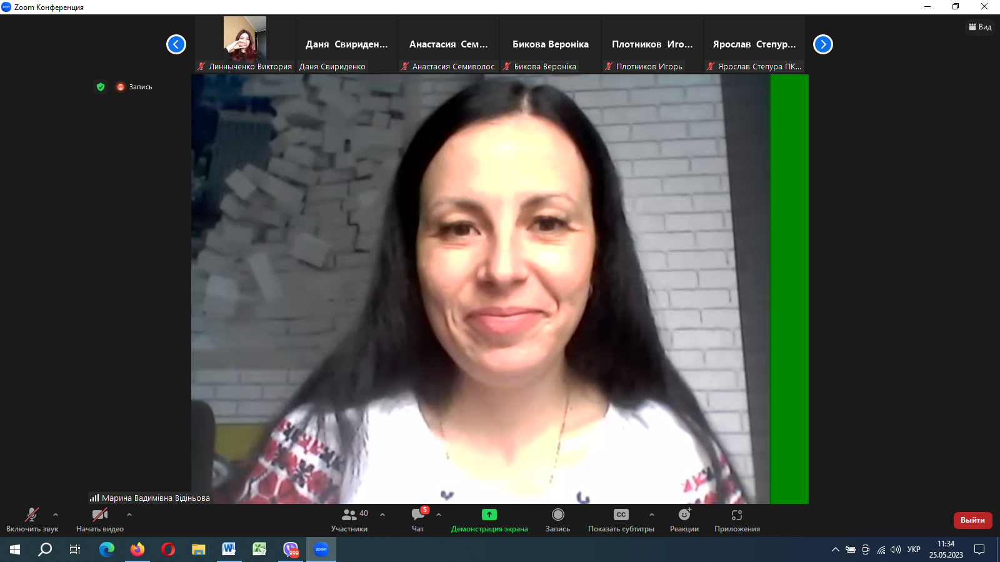 Zoom Конференция
Вид
Даня Свириден...
Анастасия Сем...
Бикова Вероніка
Плотников Иго...
Ярослав Степур...
Линныченко Виктория
Даня Свириденко
Анастасия Семиволос
Бикова Вероніка
Плотников Игорь
Ярослав Степура ПК...
Запись
Марина Вадимівна Відіньова
Включить звук
Начать видео
40
Участники
5
Чат
Демонстрация экрана
Запись
CC
Показать субтитры
Реакции
Приложения
Выйти
999
zoom
УКР
11:34
25.05.2023